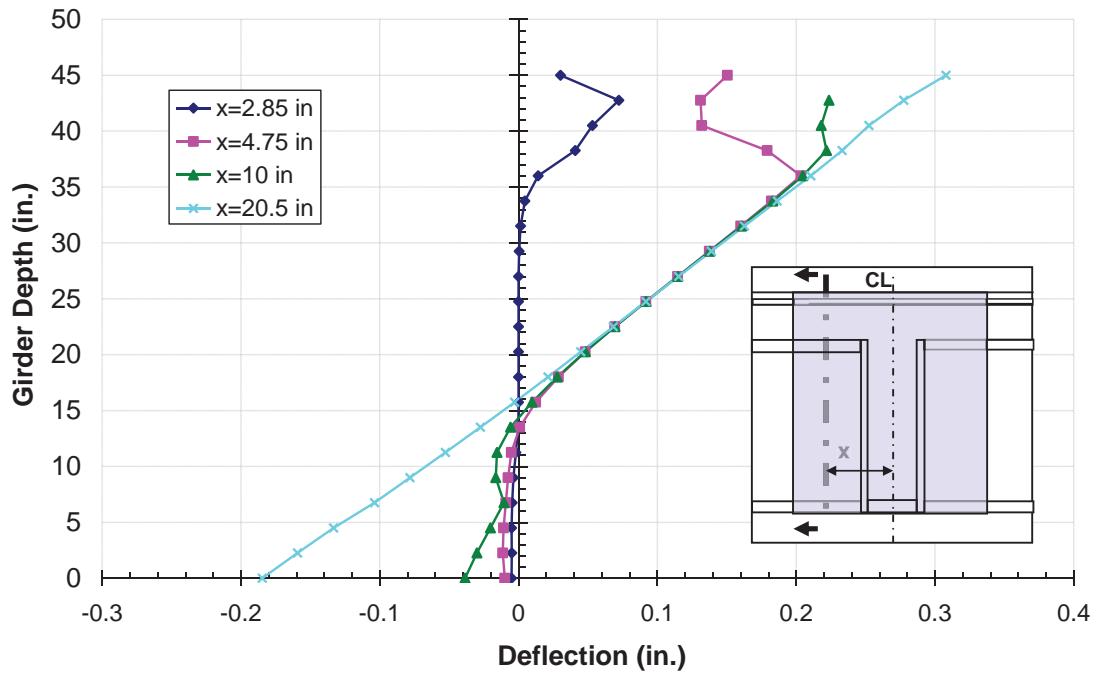 50
45
40
35
30
25
20
15
10
5
0
Girder Depth (in.)
x=2.85 in
x=4.75 in
x=10 in
x=20.5 in
CL
x
-0.3
-0.2
-0.1
0
0.1
0.2
0.3
0.4
Deflection (in.)